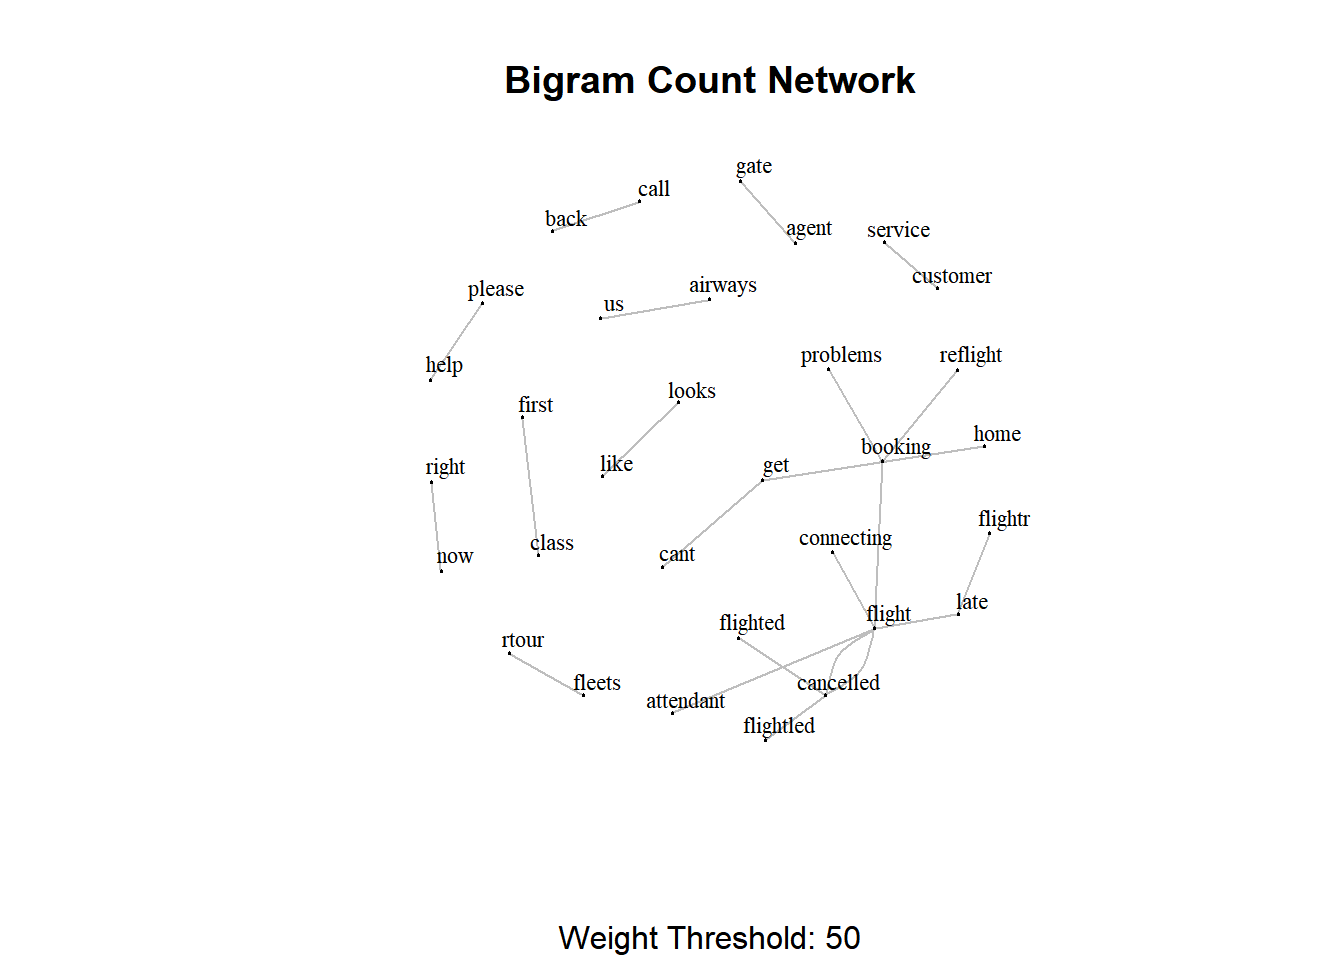 Bigram Count Network
gate
call
back
agent
service
customer
please
airways
us
problems
reflight
help
looks
first
home
booking
right
like
get
flightr
connecting
class
cant
now
late
flight
flighted
rtour
fleets
cancelled
attendant
flightled
Weight Threshold: 50